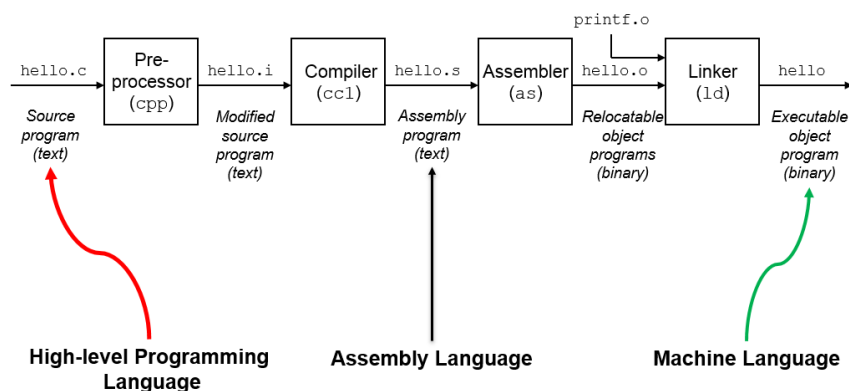 printf.o
hello.c
Pre-
processor
(cpp)
hello.i
Compiler
(cc1)
hello.s
Assembler
(as)
hello.o
Linker
(ld)
hello
Source
program
(text)
Modified
source
program
(text)
Assembly
program
(text)
Relocatable
object
programs
(binary)
Executable
object
program
(binary)
High-level Programming
Language
Assembly Language
Machine Language